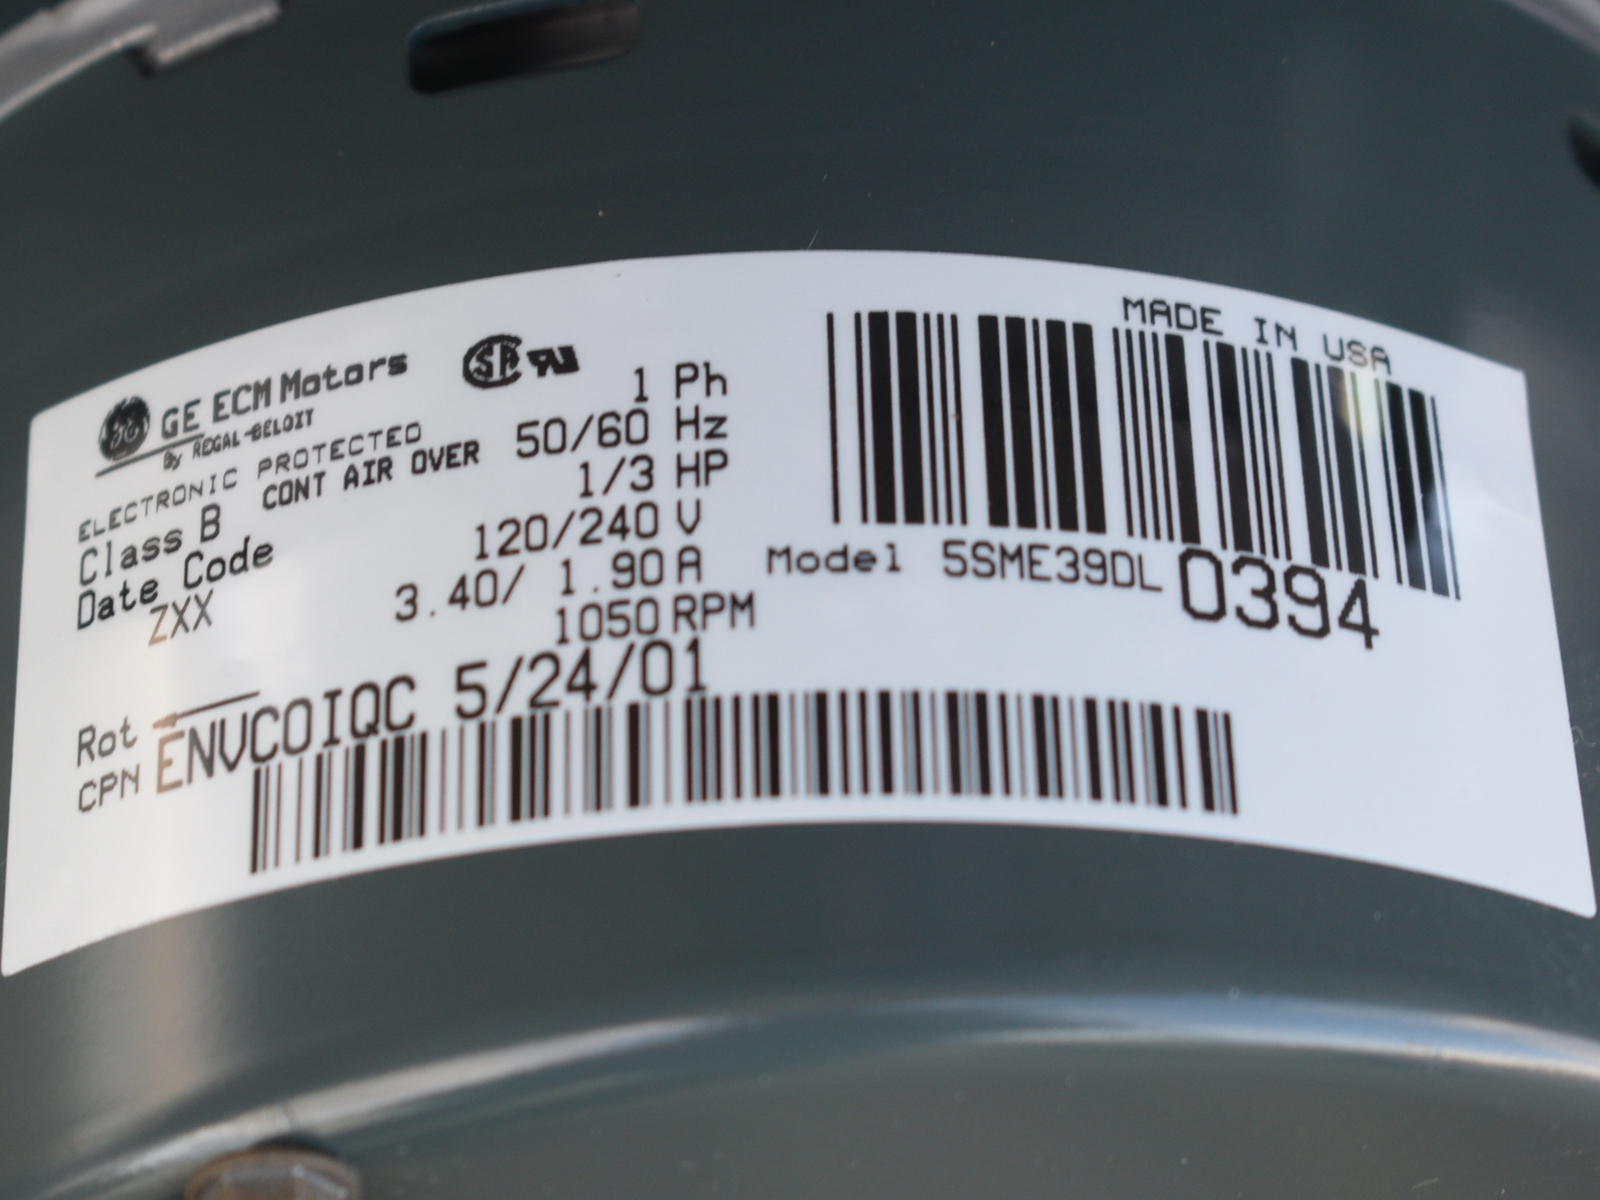 MADE IN USA
GE ECM Motors
By REGAL-BELOIT
1 Ph
ELECTRONIC PROTECTED
50/60 Hz
Class B CONT AIR OVER
1/3 HP
Date Code
120/240 V
ZXX
3.40/ 1.90 A
Model 5SME39DL 0394
1050 RPM
Rot
CPN ENVCOIQC 5/24/01